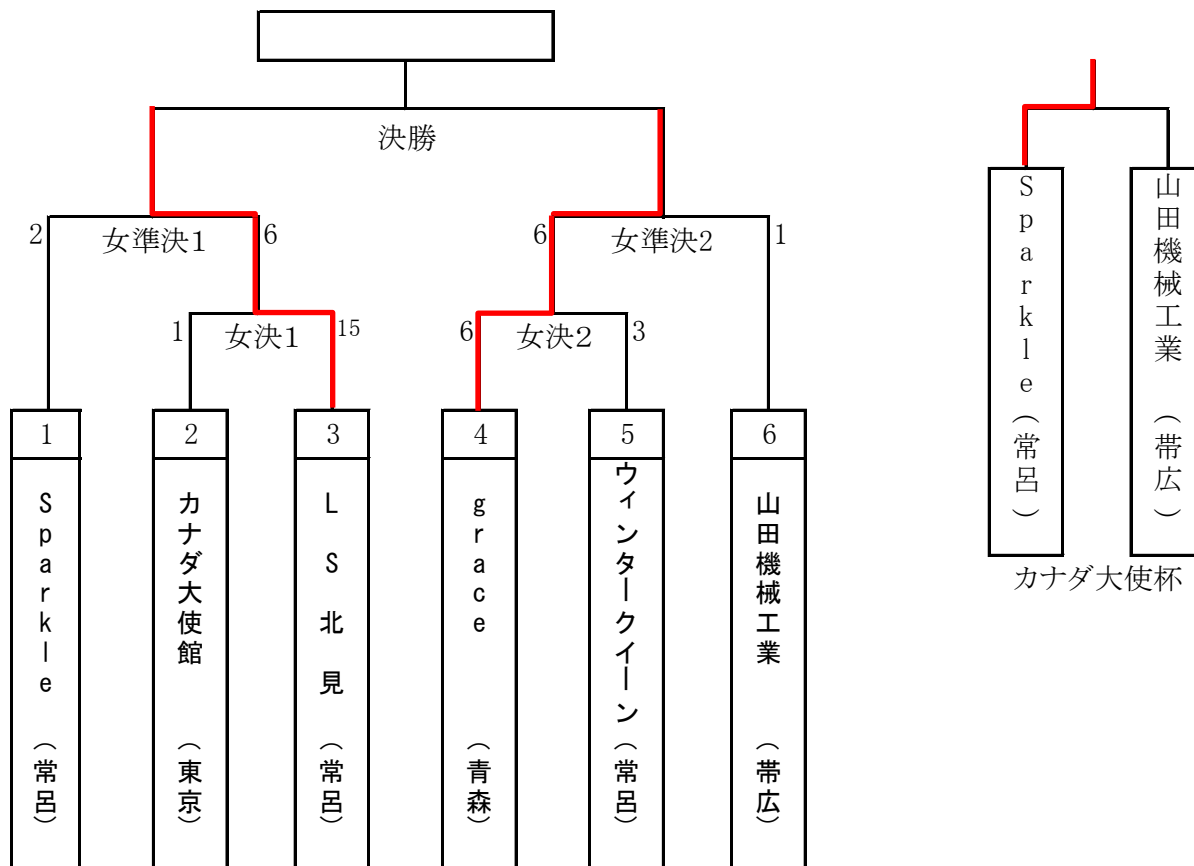 決勝
2
女準決1
6
6
女準決2
1
1
女決1
15
6
女決2
3
1
2
3
4
5
6
Sparkle（常呂）
カナダ大使館（東京）
LS北見（常呂）
grace（青森）
ウィンタークイーン（常呂）
山田機械工業（帯広）
Sparkle（常呂）
山田機械工業（帯広）
カナダ大使杯